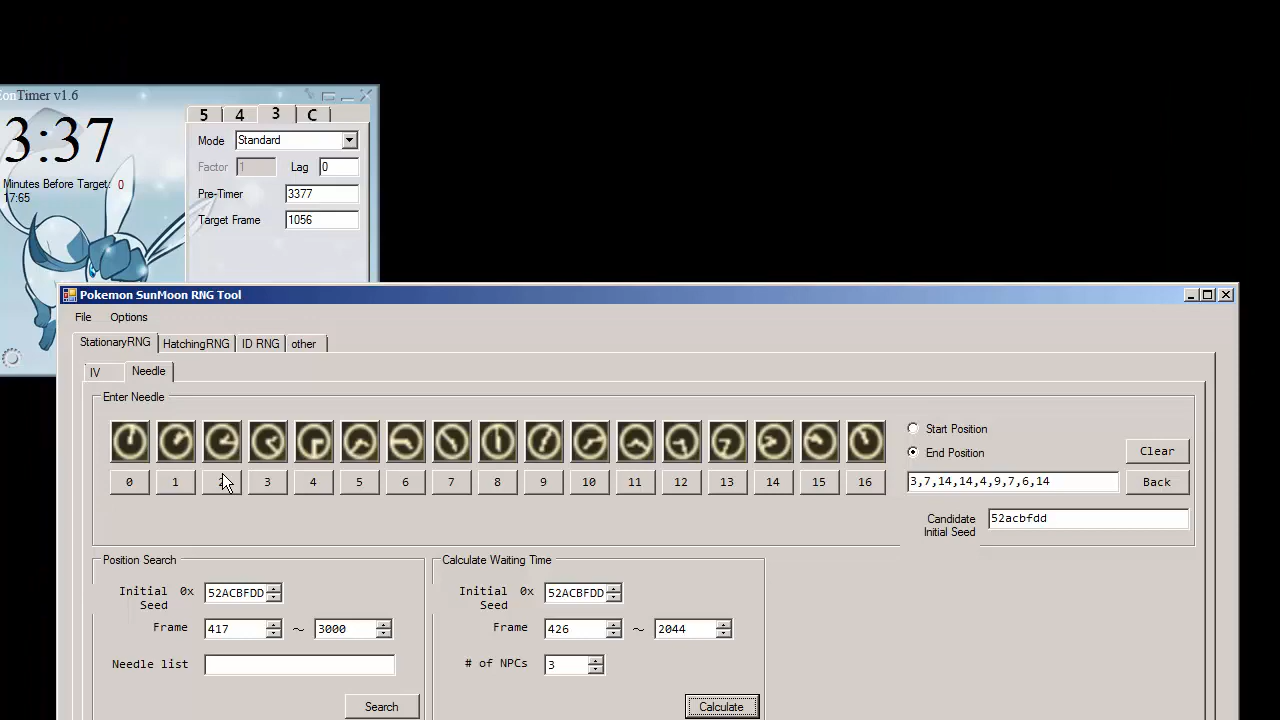 EonTimer v1.6
3:37
Minutes Before Target: 0
17:65
5 4 3 C
Mode Standard
Factor 1 Lag 0
Pre-Timer 3377
Target Frame 1056
Pokemon SunMoon RNG Tool
File Options
StationaryRNG HatchingRNG ID RNG other
IV Needle
Enter Needle
Start Position
End Position
Clear
0 1 2 3 4 5 6 7 8 9 10 11 12 13 14 15 16
3,7,14,14,4,9,7,6,14
Back
Candidate
Initial Seed
52acbfdd
Position Search
Initial 0x
Seed
52ACBFDD
Frame 417 ~ 3000
Needle list
Search
Calculate Waiting Time
Initial 0x
Seed
52ACBFDD
Frame 426 ~ 2044
# of NPCs 3
Calculate